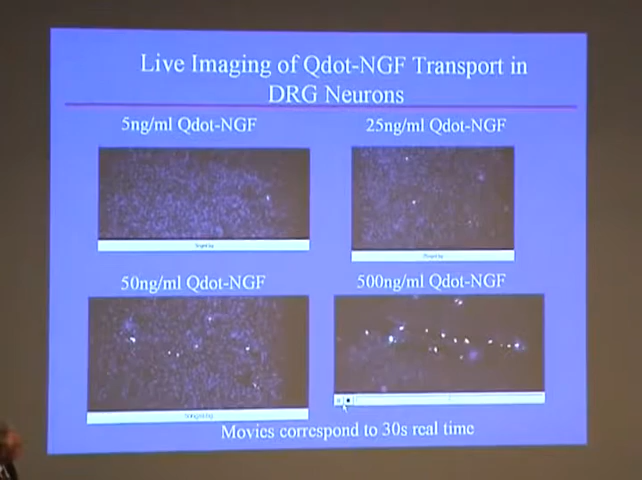 Live Imaging of Qdot-NGF Transport in
DRG Neurons
5ng/ml Qdot-NGF
25ng/ml Qdot-NGF
50ng/ml Qdot-NGF
500ng/ml Qdot-NGF
Movies correspond to 30s real time